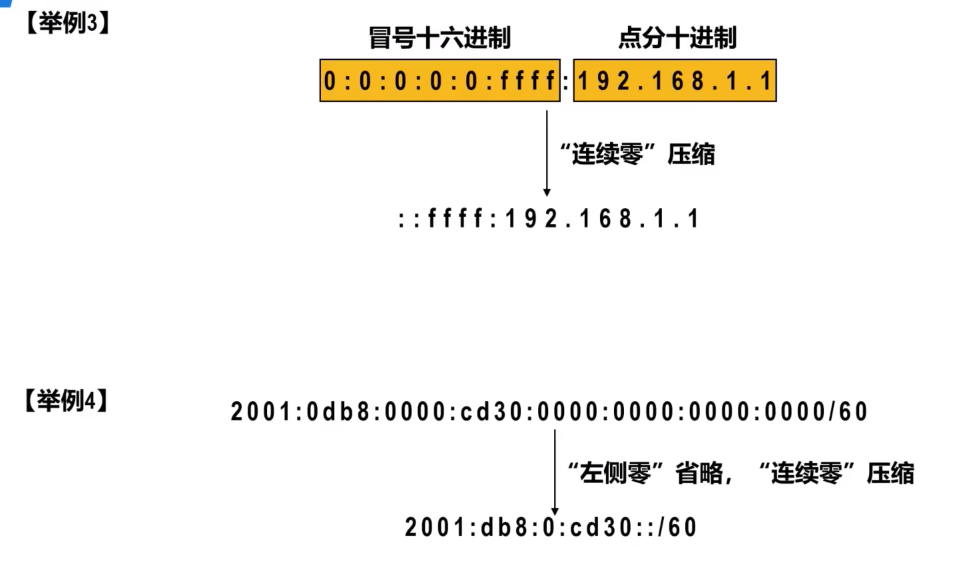 【举例3】
冒号十六进制 点分十进制
0:0:0:0:0:ffff:192.168.1.1
“连续零”压缩
::ffff:192.168.1.1
【举例4】
2001:0db8:0000:cd30:0000:0000:0000:0000/60
“左侧零”省略，“连续零”压缩
2001:db8:0:cd30::/60